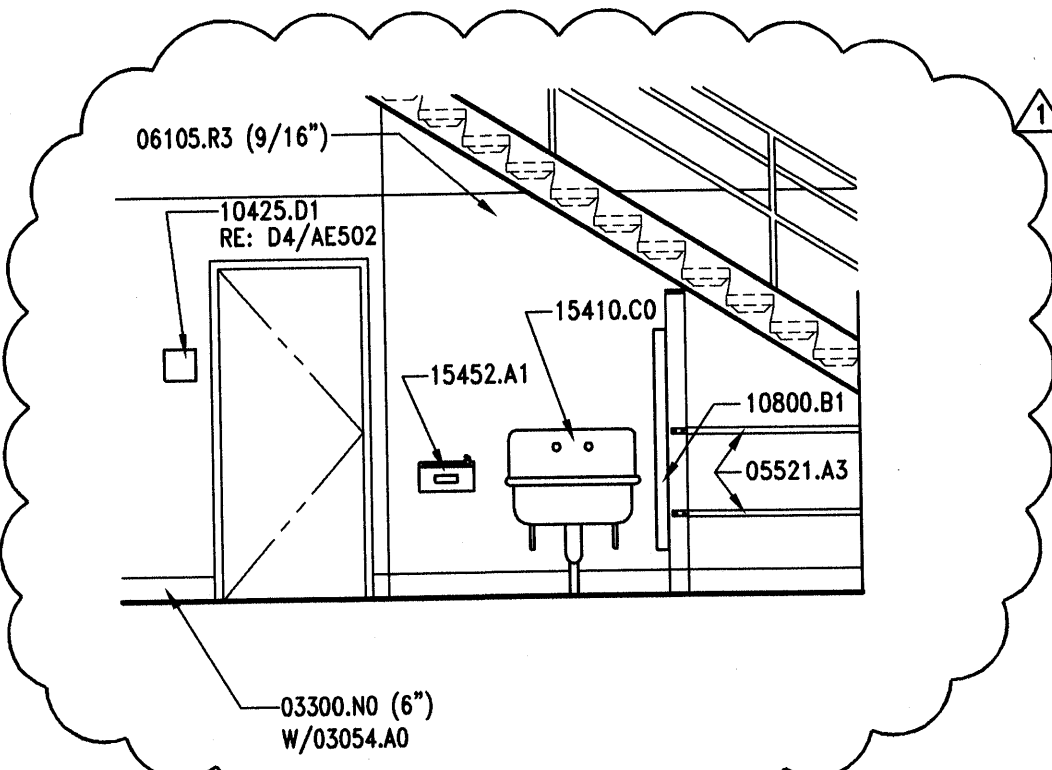 1
06105.R3 (9/16")
10425.D1
RE: D4/AE502
15410.C0
15452.A1
10800.B1
05521.A3
03300.N0 (6")
W/03054.A0